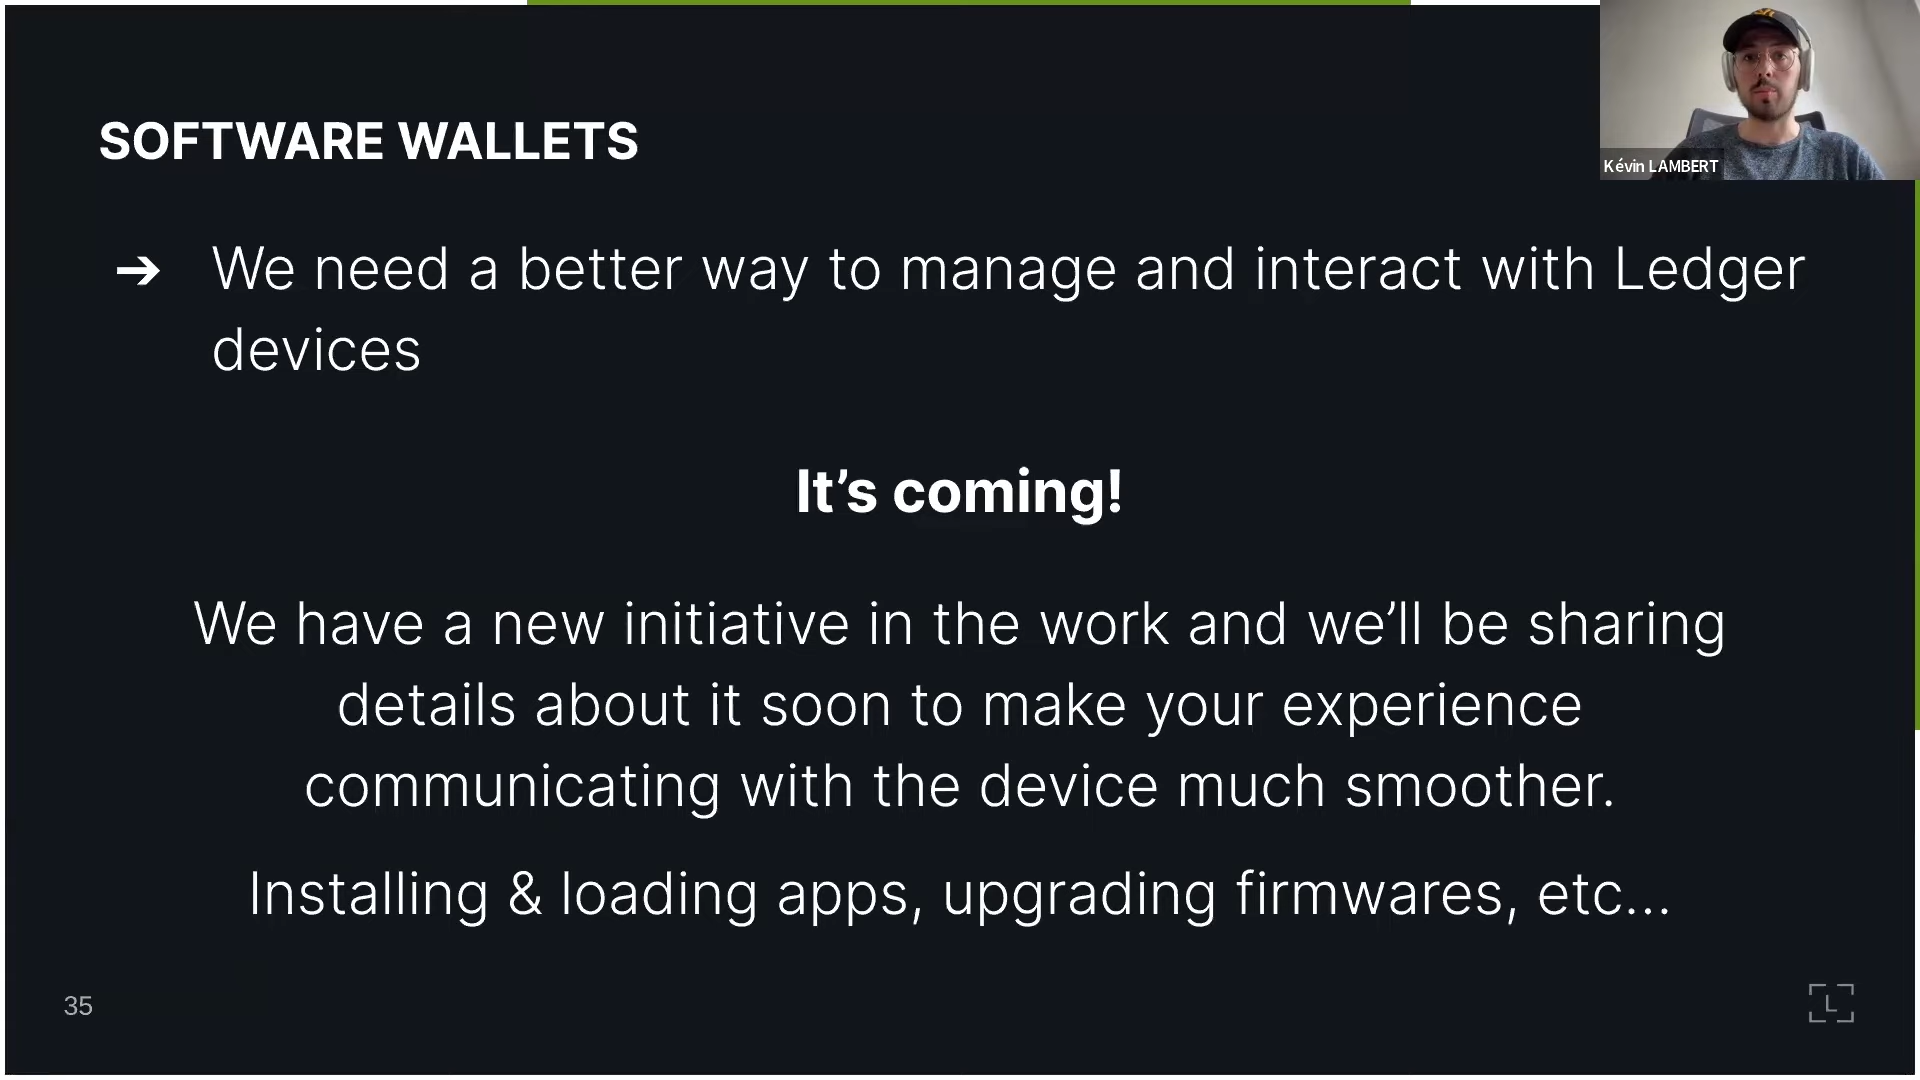 SOFTWARE WALLETS
Kévin LAMBERT
➔ We need a better way to manage and interact with Ledger
devices
It’s coming!
We have a new initiative in the work and we’ll be sharing
details about it soon to make your experience
communicating with the device much smoother.
Installing & loading apps, upgrading firmwares, etc...
35
L